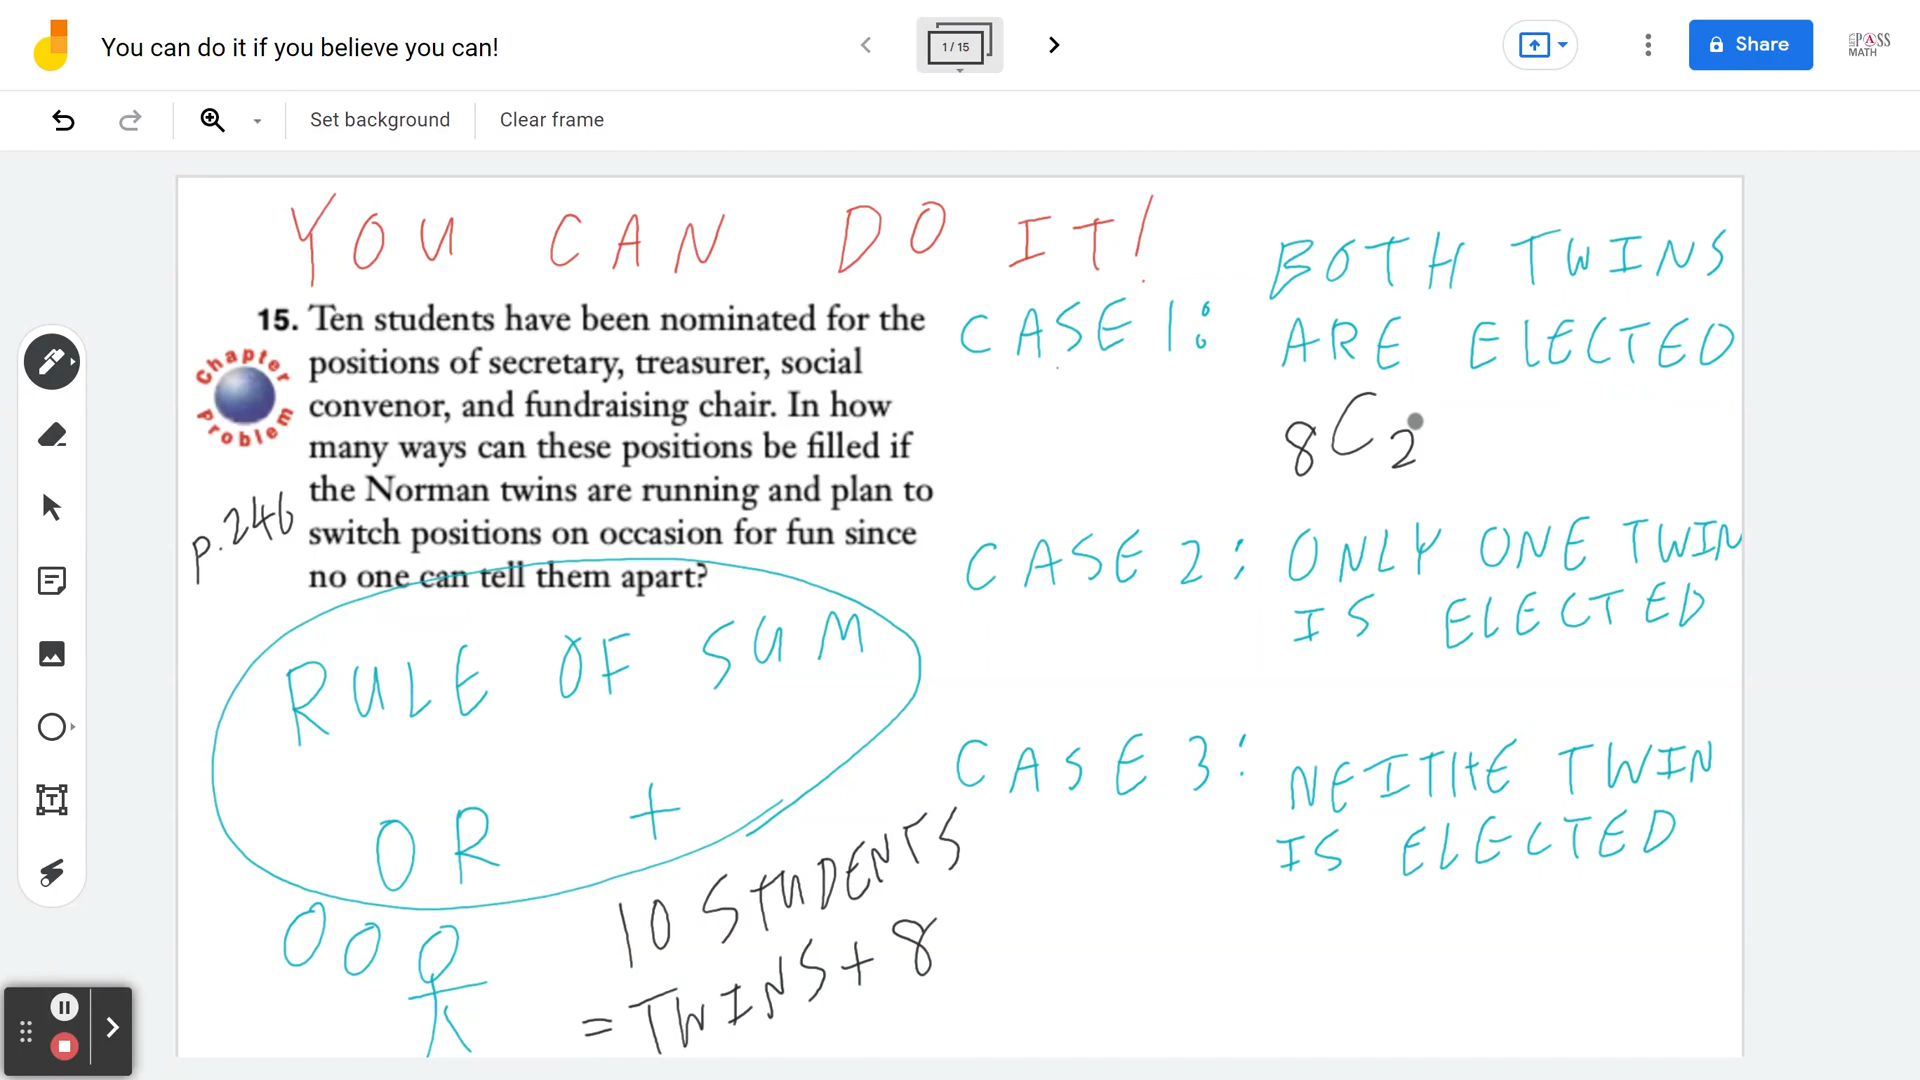 You can do it if you believe you can!
1 / 15
Share
PASS
MATH
Set background
Clear frame
YOU CAN DO IT!
15. Ten students have been nominated for the
positions of secretary, treasurer, social
convenor, and fundraising chair. In how
many ways can these positions be filled if
the Norman twins are running and plan to
switch positions on occasion for fun since
no one can tell them apart?
Chapter
Problem
p.246
RULE OF SUM
OR +
10 STUDENTS
= TWINS + 8
CASE 1: BOTH TWINS
ARE ELECTED
8C2
CASE 2: ONLY ONE TWIN
IS ELECTED
CASE 3: NEITHE TWIN
IS ELECTED